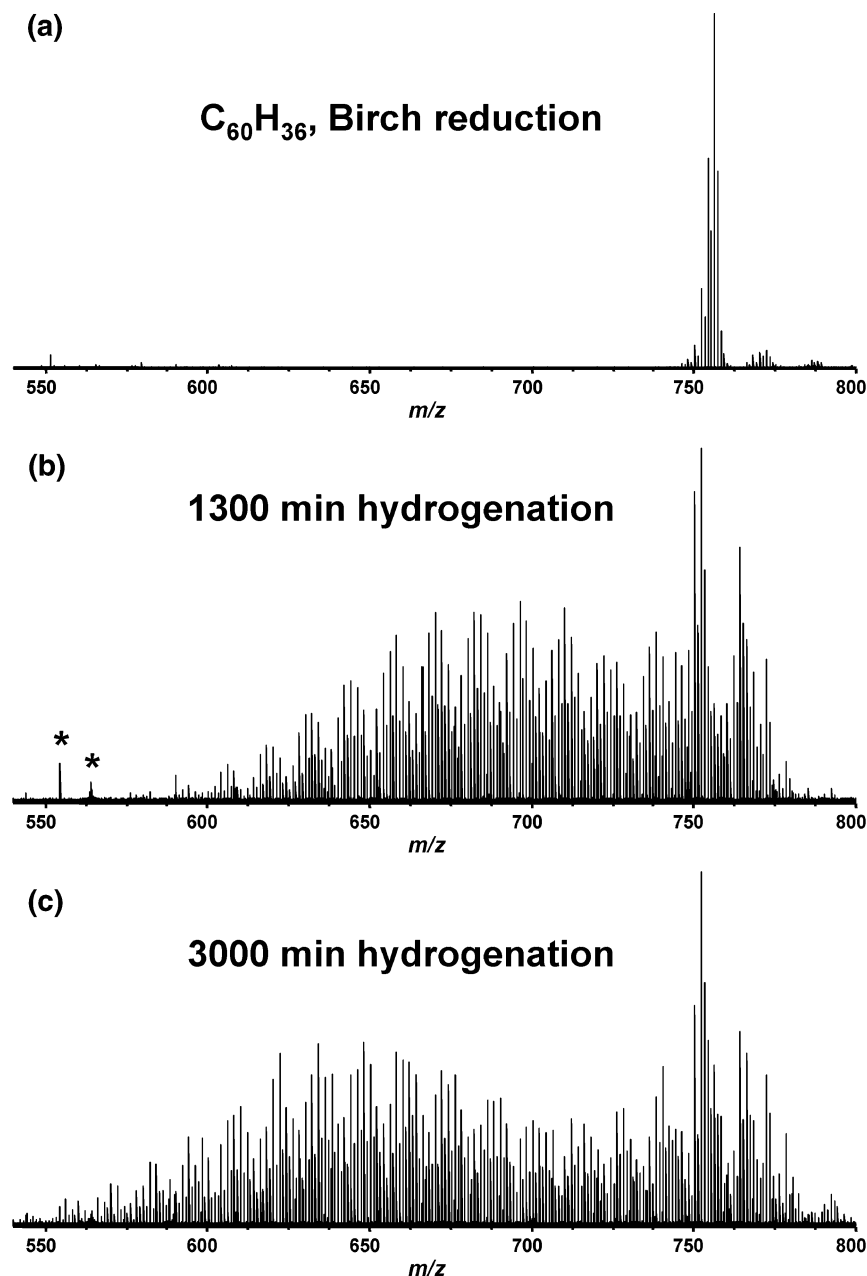 (a)
C₆₀H₃₆, Birch reduction
550 600 650 700 750 800
m/z
(b)
1300 min hydrogenation
* *
550 600 650 700 750 800
m/z
(c)
3000 min hydrogenation
550 600 650 700 750 800
m/z